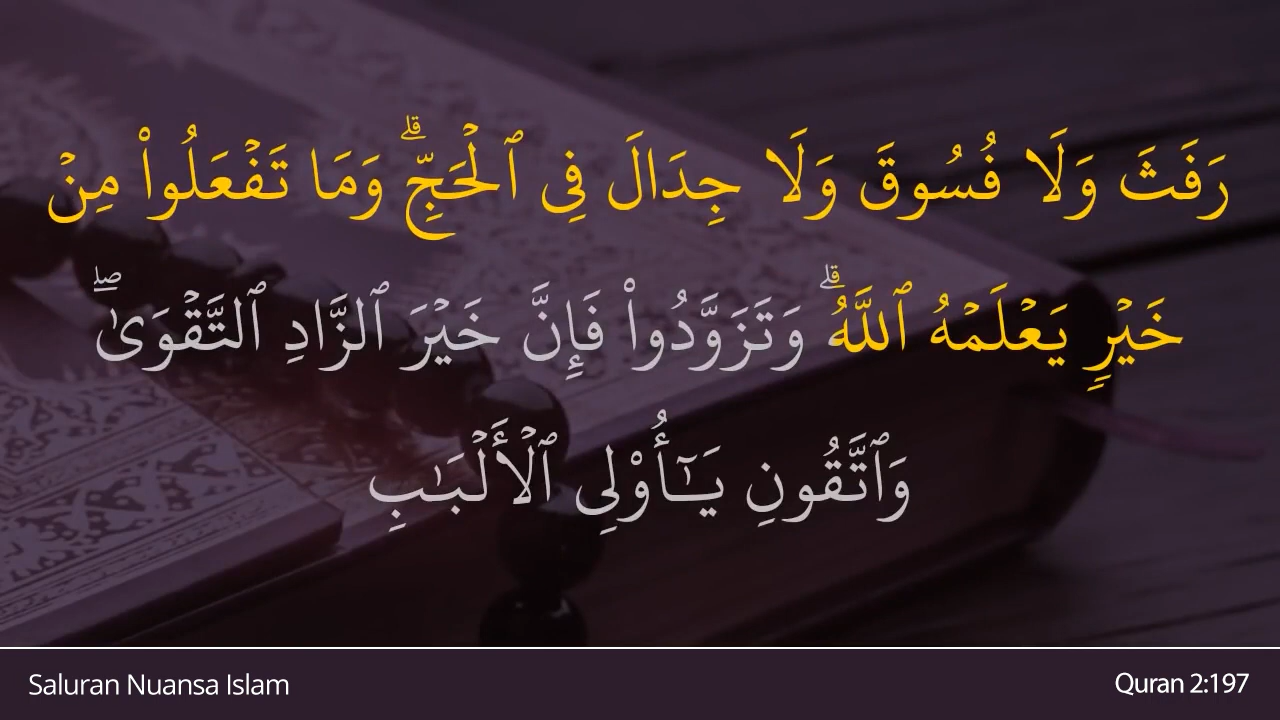 رَفَثَ وَلَا فُسُوقَ وَلَا جِدَالَ فِى ٱلْحَجِّ ۗ وَمَا تَفْعَلُوا۟ مِنْ
خَيْرٍ يَعْلَمْهُ ٱللَّهُ ۗ وَتَزَوَّدُوا۟ فَإِنَّ خَيْرَ ٱلزَّادِ ٱلتَّقْوَىٰ ۖ
وَٱتَّقُونِ يَـٰٓأُو۟لِى ٱلْأَلْبَـٰبِ
Saluran Nuansa Islam
Quran 2:197